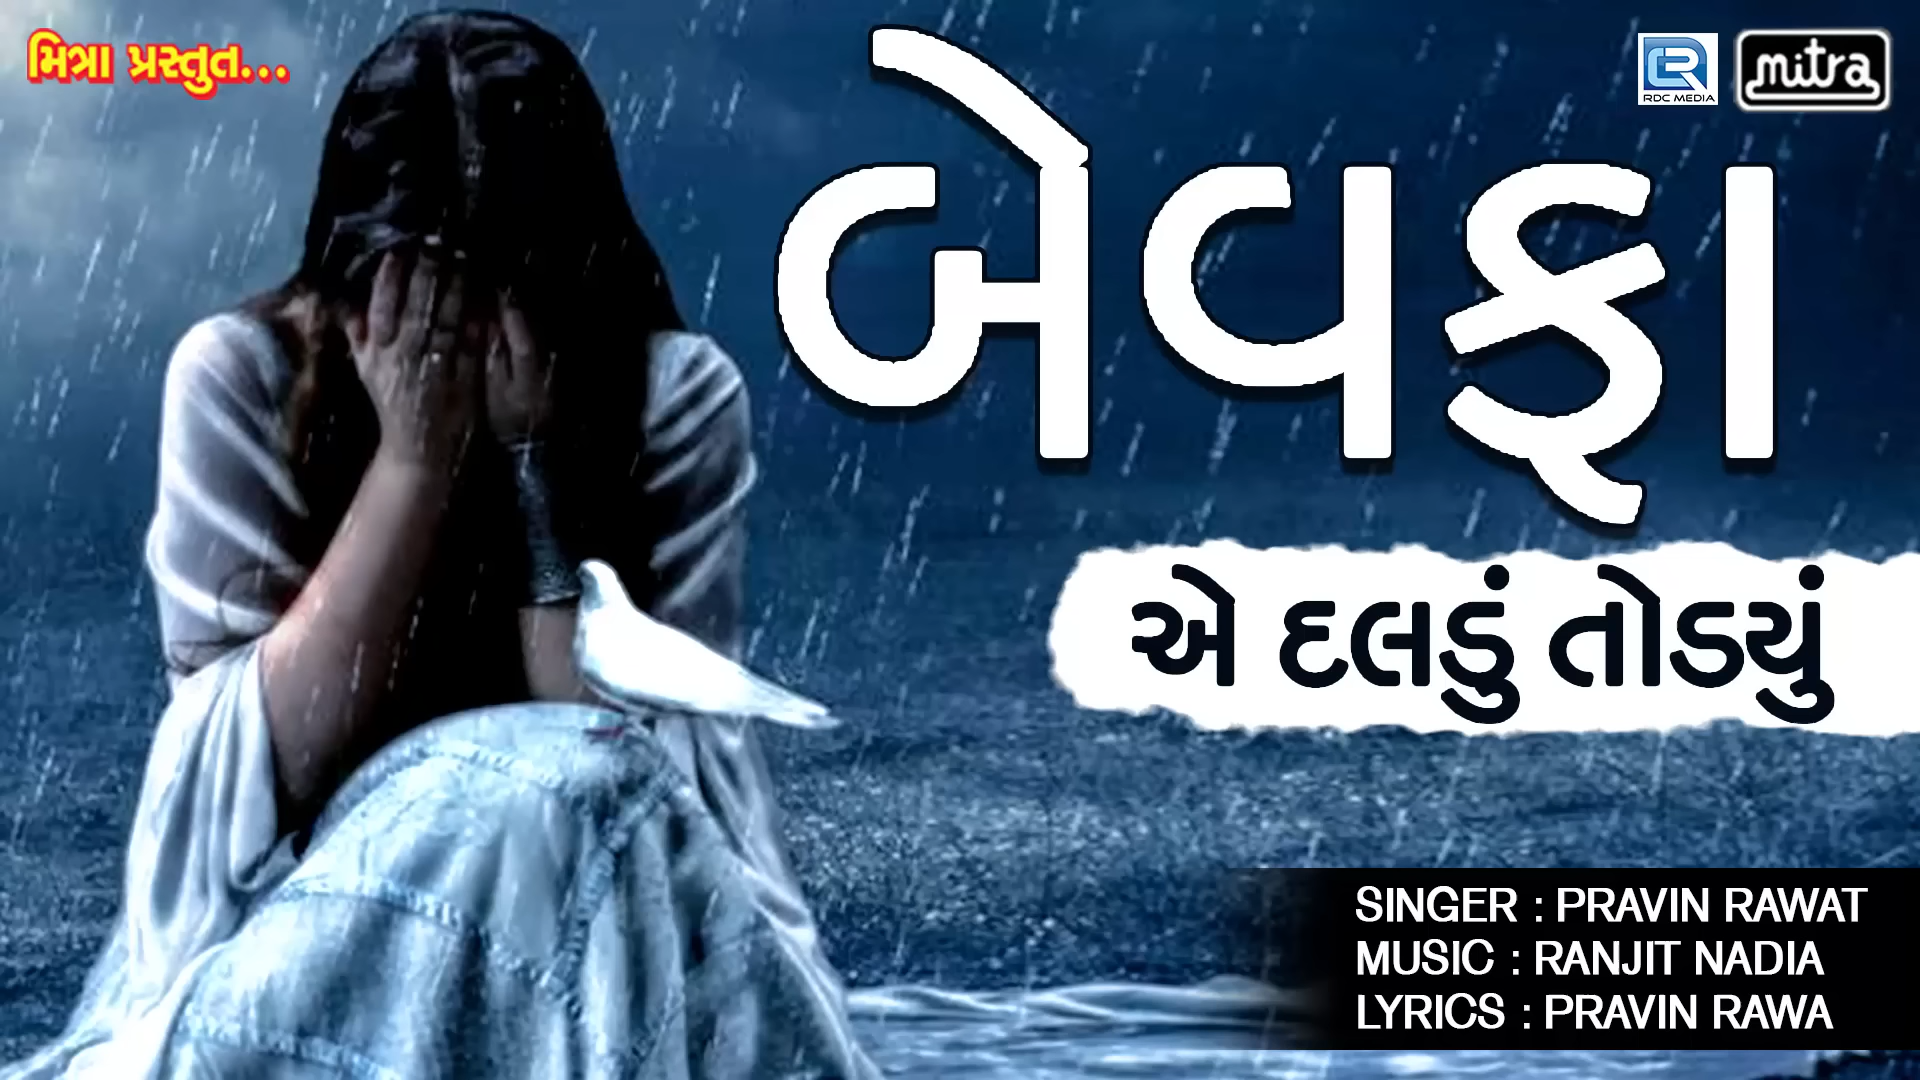 મિત્રા પ્રસ્તુત...
RDC MEDIA
mitra
બેવફા
એ દલડું તોડયું
SINGER : PRAVIN RAWAT
MUSIC : RANJIT NADIA
LYRICS : PRAVIN RAWA